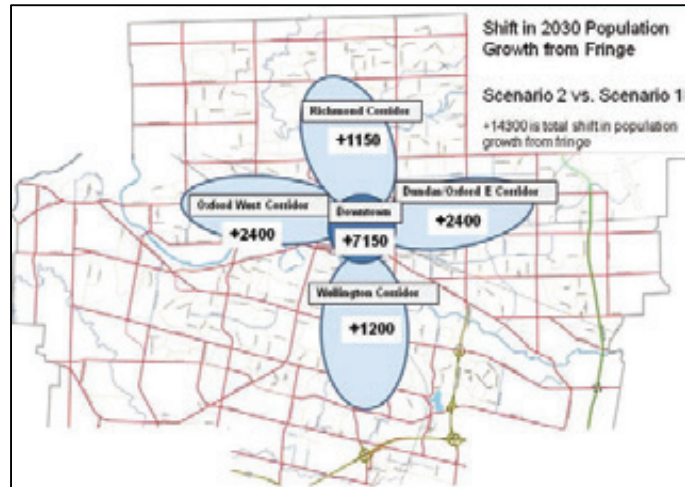 Shift in 2030 Population
Growth from Fringe
Scenario 2 vs. Scenario 1
+14300 is total shift in population
growth from fringe
Richmond Corridor
+1150
Oxford West Corridor
+2400
Dundas/Oxford E Corridor
+2400
Downtown
+7150
Wellington Corridor
+1200